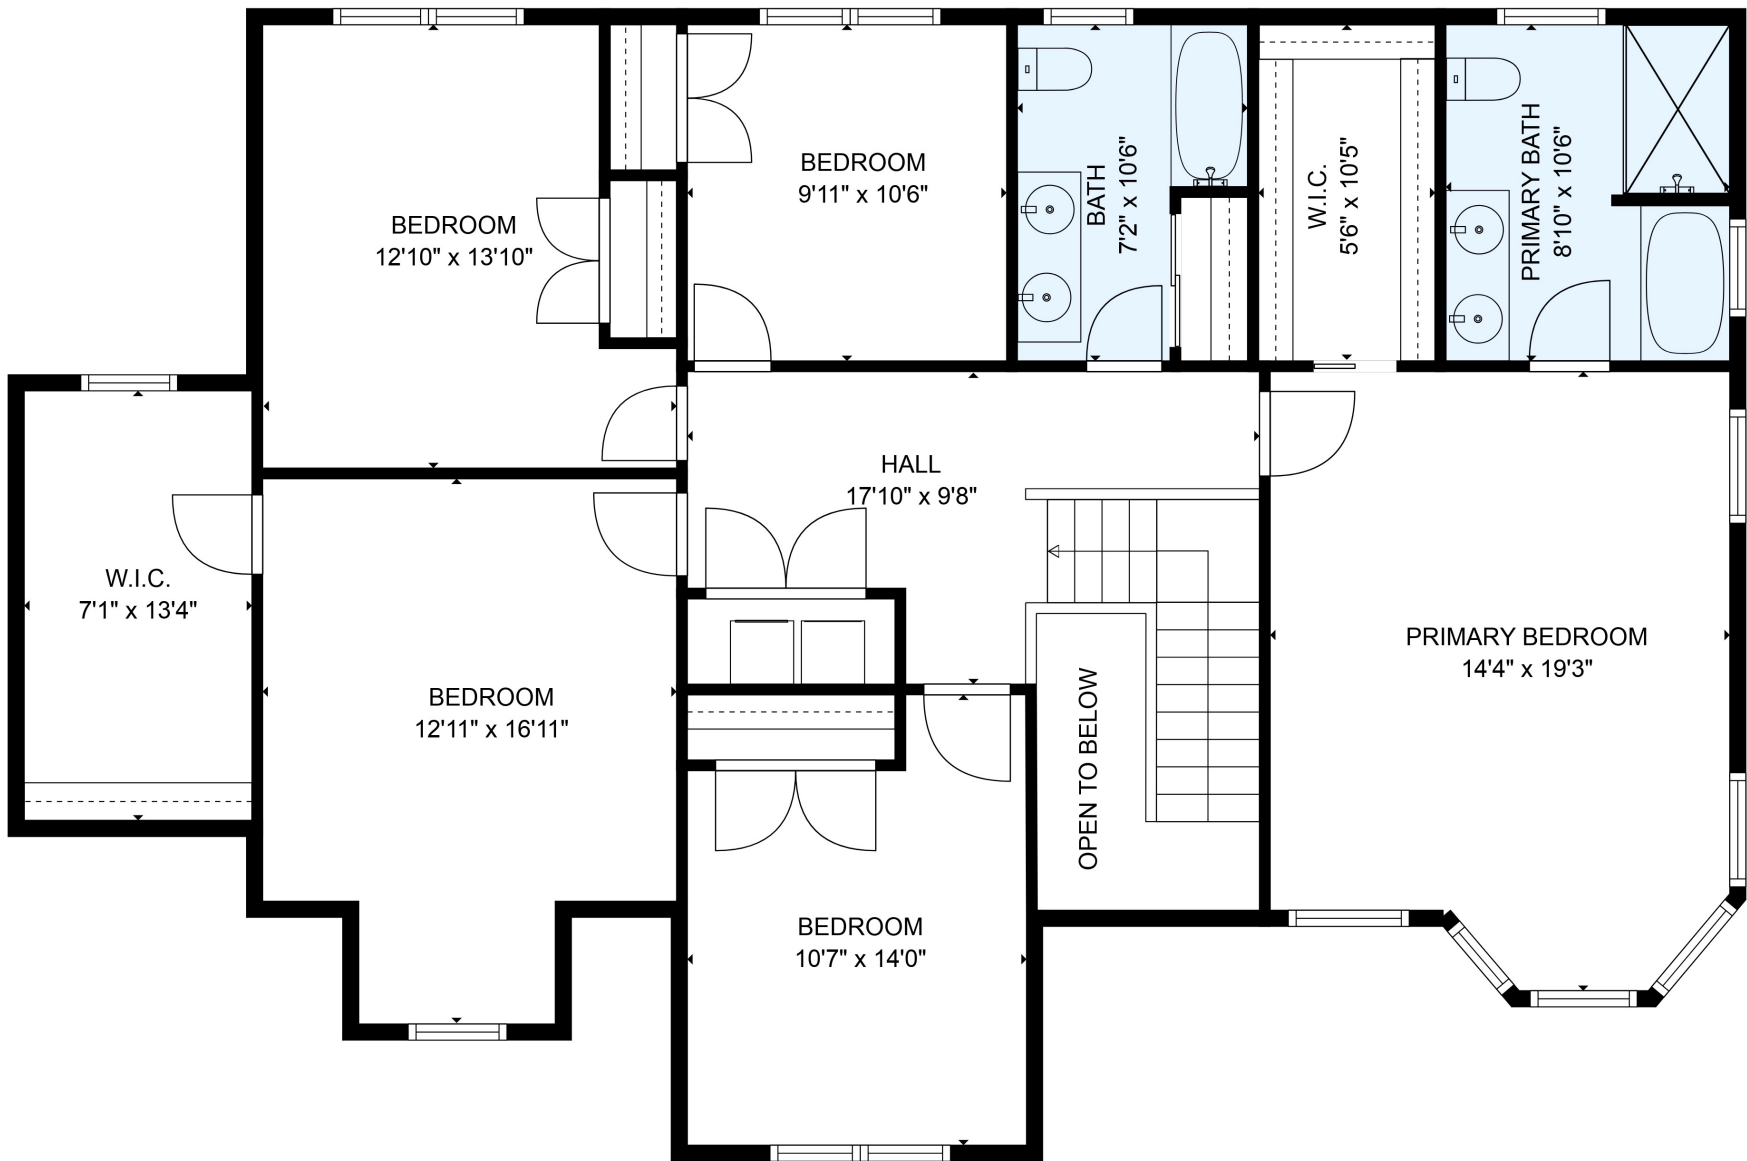 BEDROOM
12'10" x 13'10"
BEDROOM
9'11" x 10'6"
BATH
7'2" x 10'6"
W.I.C.
5'6" x 10'5"
PRIMARY BATH
8'10" x 10'6"
HALL
17'10" x 9'8"
W.I.C.
7'1" x 13'4"
BEDROOM
12'11" x 16'11"
OPEN TO BELOW
PRIMARY BEDROOM
14'4" x 19'3"
BEDROOM
10'7" x 14'0"